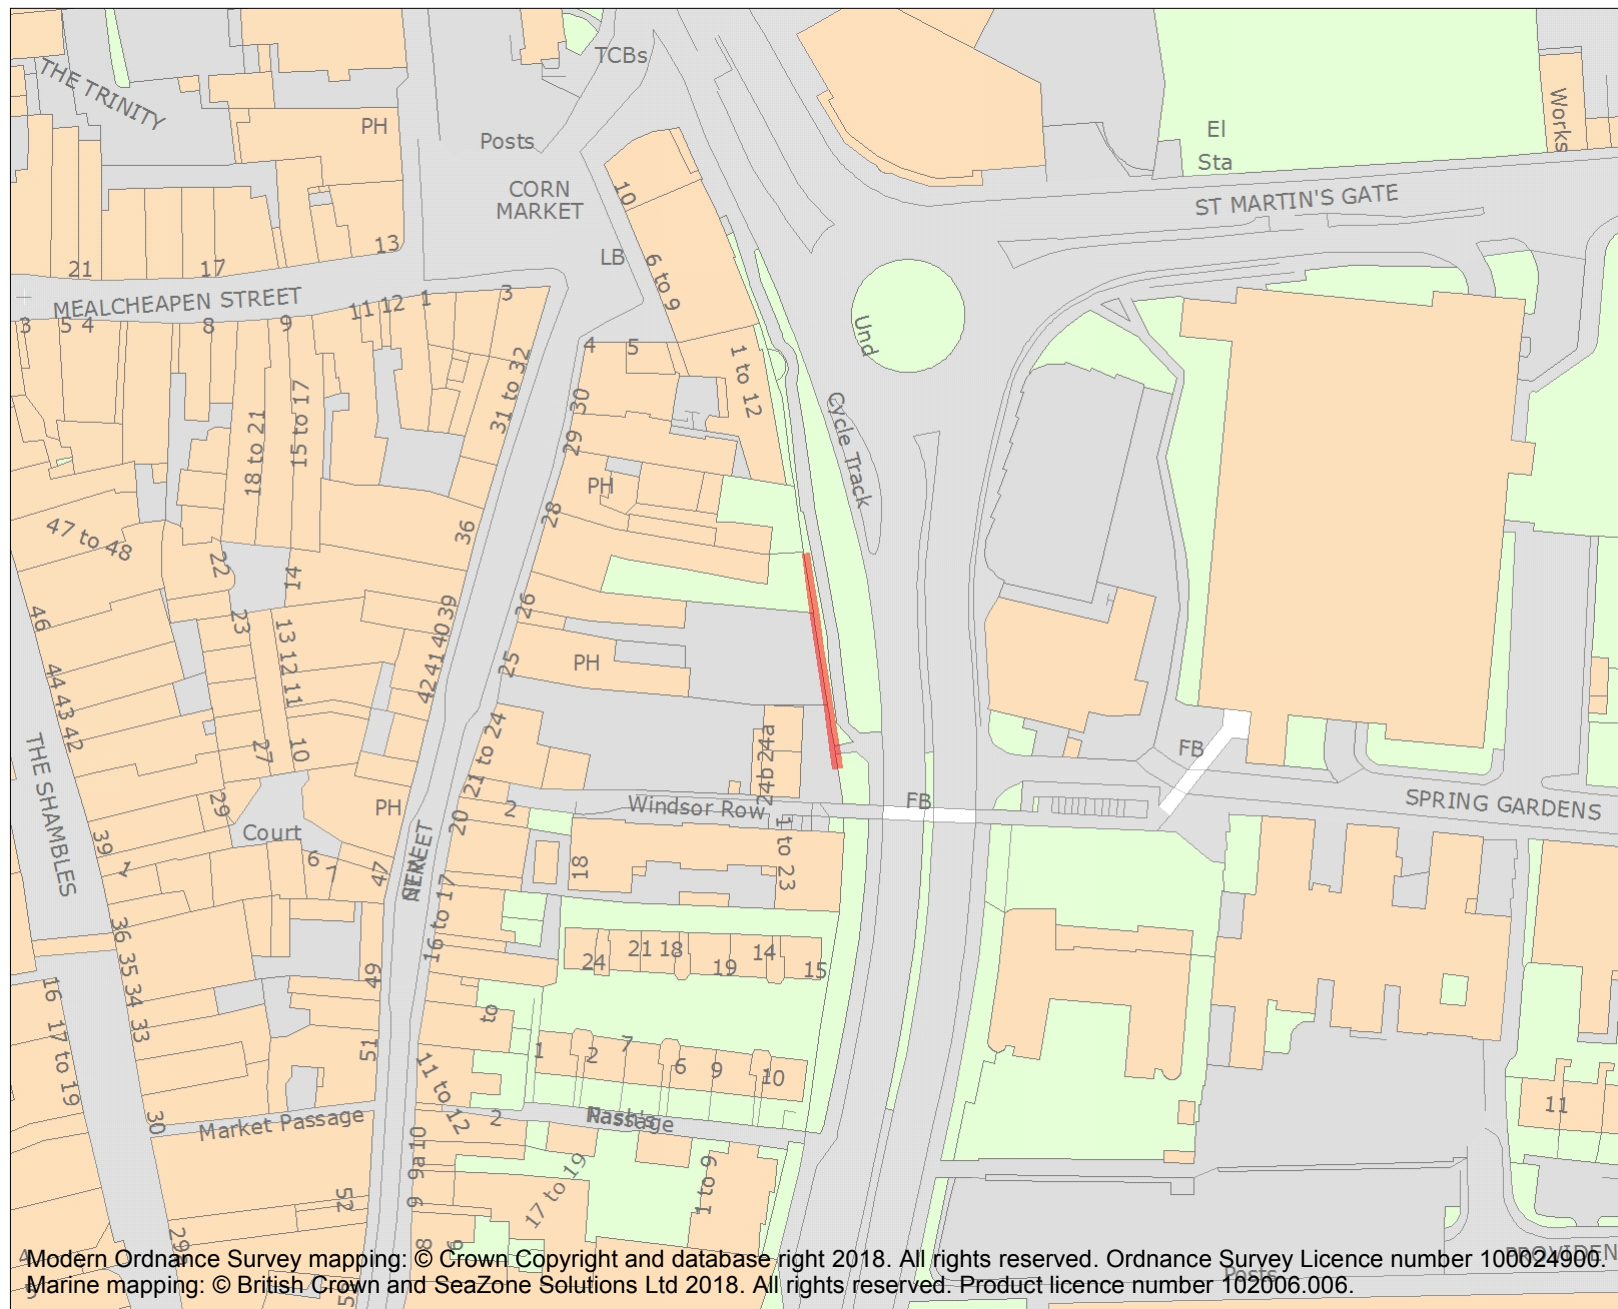 TCBs
THE TRINITY
PH
Posts
El
Sta
Works
CORN
MARKET
10
ST MARTIN'S GATE
13
LB
21
17
6 to 9
MEALCHEAPEN STREET
3
5
4
8
9
11
12
1
3
4
5
Und
1 to 12
31 to 32
30
Cycle Track
18 to 21
15 to 17
29
PH
28
36
47 to 48
22
14
26
39
40
41
42
46
23
13
12
11
25
PH
44
43
42
27
10
21 to 24
24a
24b
FB
THE SHAMBLES
29
Court
PH
20
2
Windsor Row
FB
SPRING GARDENS
39
1
6
7
47
NEW
STREET
18
1 to 23
16 to 17
36
35
34
33
24
21
18
19
14
15
49
16
17 to 19
to
51
1
2
7
6
9
10
11 to 12
11
30
Market Passage
2
Nash's
Passage
9a
10
9
52
17 to 19
1 to 9
29
8
6
4
Posts
Modern Ordnance Survey mapping: © Crown Copyright and database right 2018. All rights reserved. Ordnance Survey Licence number 100024900.
Marine mapping: © British Crown and SeaZone Solutions Ltd 2018. All rights reserved. Product licence number 102006.006.